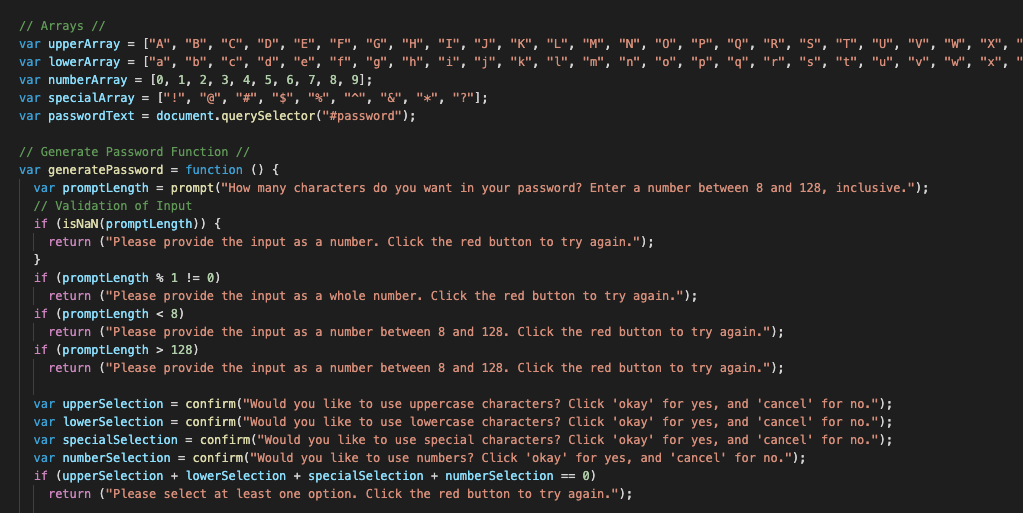 // Arrays //
var upperArray = ["A", "B", "C", "D", "E", "F", "G", "H", "I", "J", "K", "L", "M", "N", "O", "P", "Q", "R", "S", "T", "U", "V", "W", "X", "
var lowerArray = ["a", "b", "c", "d", "e", "f", "g", "h", "i", "j", "k", "l", "m", "n", "o", "p", "q", "r", "s", "t", "u", "v", "w", "x", "
var numberArray = [0, 1, 2, 3, 4, 5, 6, 7, 8, 9];
var specialArray = ["!", "@", "#", "$", "%", "^", "&", "*", "?"];
var passwordText = document.querySelector("#password");

// Generate Password Function //
var generatePassword = function () {
  var promptLength = prompt("How many characters do you want in your password? Enter a number between 8 and 128, inclusive.");
  // Validation of Input
  if (isNaN(promptLength)) {
    return ("Please provide the input as a number. Click the red button to try again.");
  }
  if (promptLength % 1 != 0)
    return ("Please provide the input as a whole number. Click the red button to try again.");
  if (promptLength < 8)
    return ("Please provide the input as a number between 8 and 128. Click the red button to try again.");
  if (promptLength > 128)
    return ("Please provide the input as a number between 8 and 128. Click the red button to try again.");

  var upperSelection = confirm("Would you like to use uppercase characters? Click 'okay' for yes, and 'cancel' for no.");
  var lowerSelection = confirm("Would you like to use lowercase characters? Click 'okay' for yes, and 'cancel' for no.");
  var specialSelection = confirm("Would you like to use special characters? Click 'okay' for yes, and 'cancel' for no.");
  var numberSelection = confirm("Would you like to use numbers? Click 'okay' for yes, and 'cancel' for no.");
  if (upperSelection + lowerSelection + specialSelection + numberSelection == 0)
    return ("Please select at least one option. Click the red button to try again.");